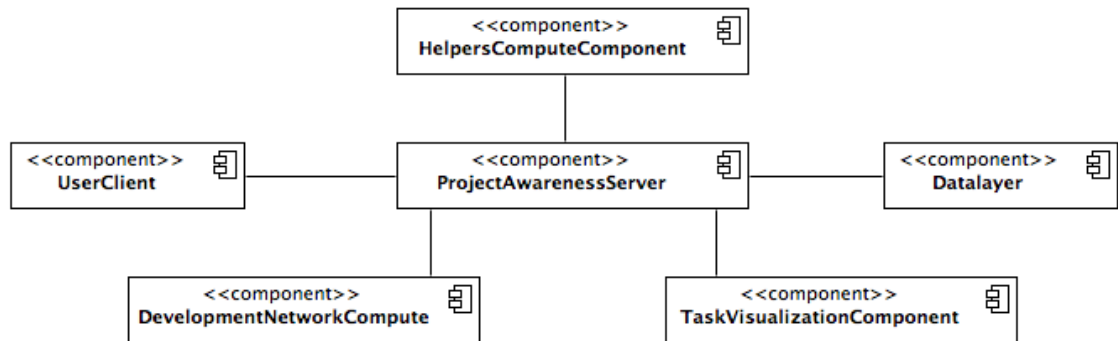 <<component>>
HelpersComputeComponent
<<component>>
UserClient
<<component>>
ProjectAwarenessServer
<<component>>
Datalayer
<<component>>
DevelopmentNetworkCompute
<<component>>
TaskVisualizationComponent